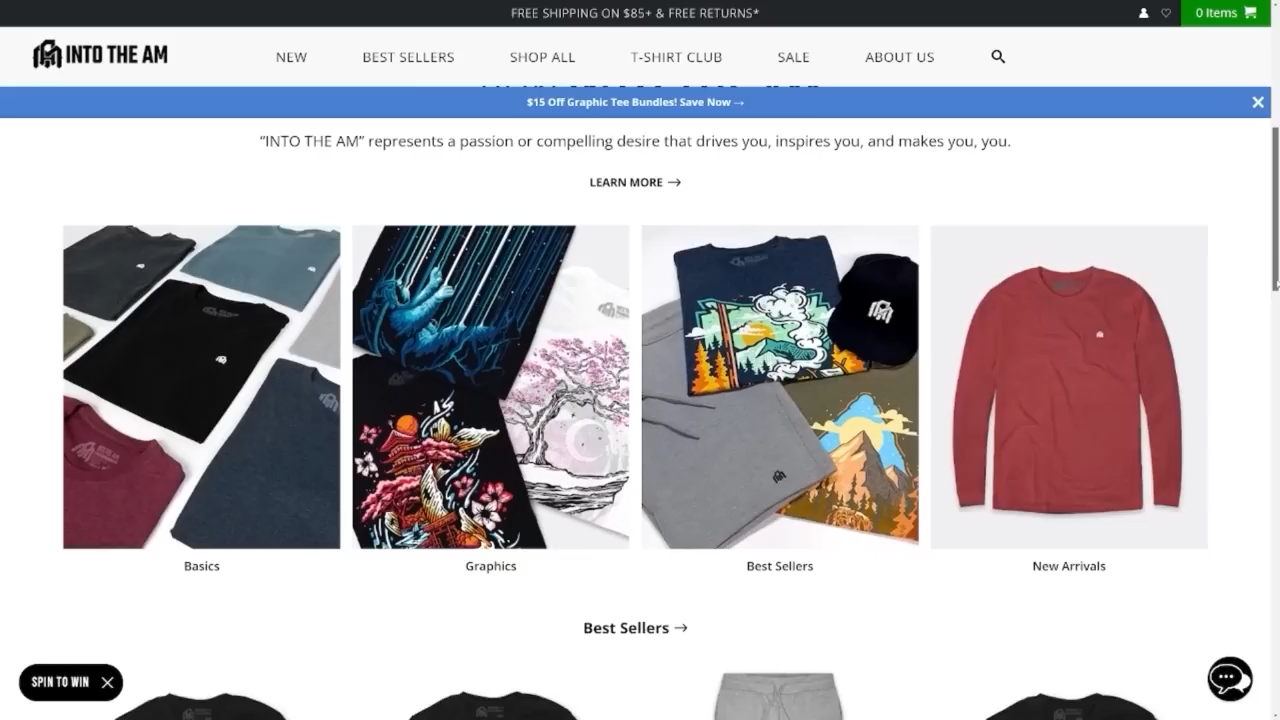 FREE SHIPPING ON $85+ & FREE RETURNS*
0 Items
INTO THE AM
NEW
BEST SELLERS
SHOP ALL
T-SHIRT CLUB
SALE
ABOUT US
$15 Off Graphic Tee Bundles! Save Now →
“INTO THE AM” represents a passion or compelling desire that drives you, inspires you, and makes you, you.
LEARN MORE →
Basics
Graphics
Best Sellers
New Arrivals
Best Sellers →
SPIN TO WIN